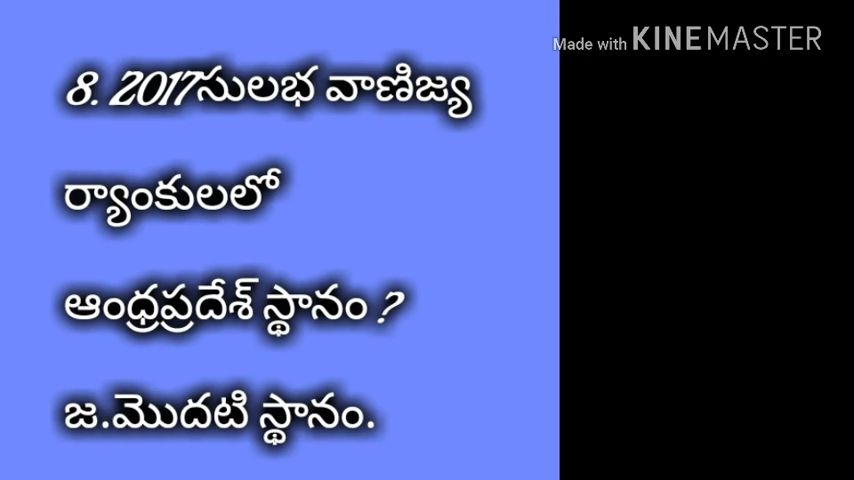 Made with KINEMASTER
8. 2017సులభ వాణిజ్య
ర్యాంకులలో
ఆంధ్రప్రదేశ్ స్థానం ?
జ.మొదటి స్థానం.